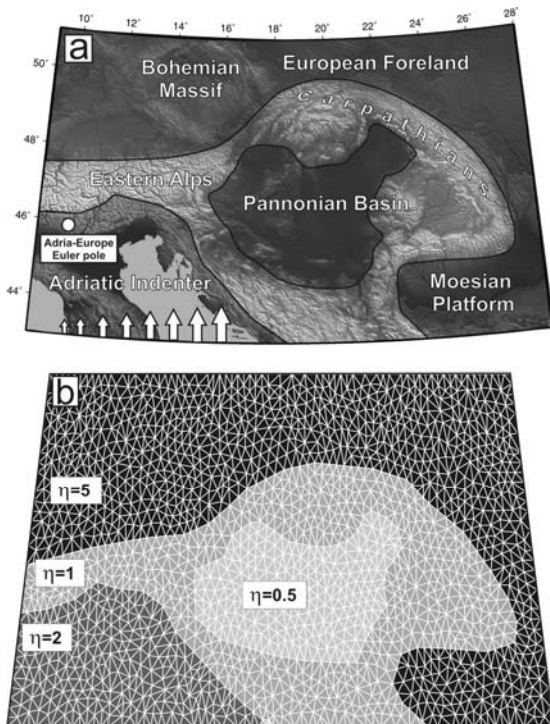 10° 12° 14° 16° 18° 20° 22° 24° 26° 28°
a
50°
48°
46°
44°
Bohemian
Massif
European Foreland
Carpathians
Eastern Alps
Pannonian Basin
Adria-Europe
Euler pole
Adriatic Indenter
Moesian
Platform
b
η=5
η=1
η=0.5
η=2